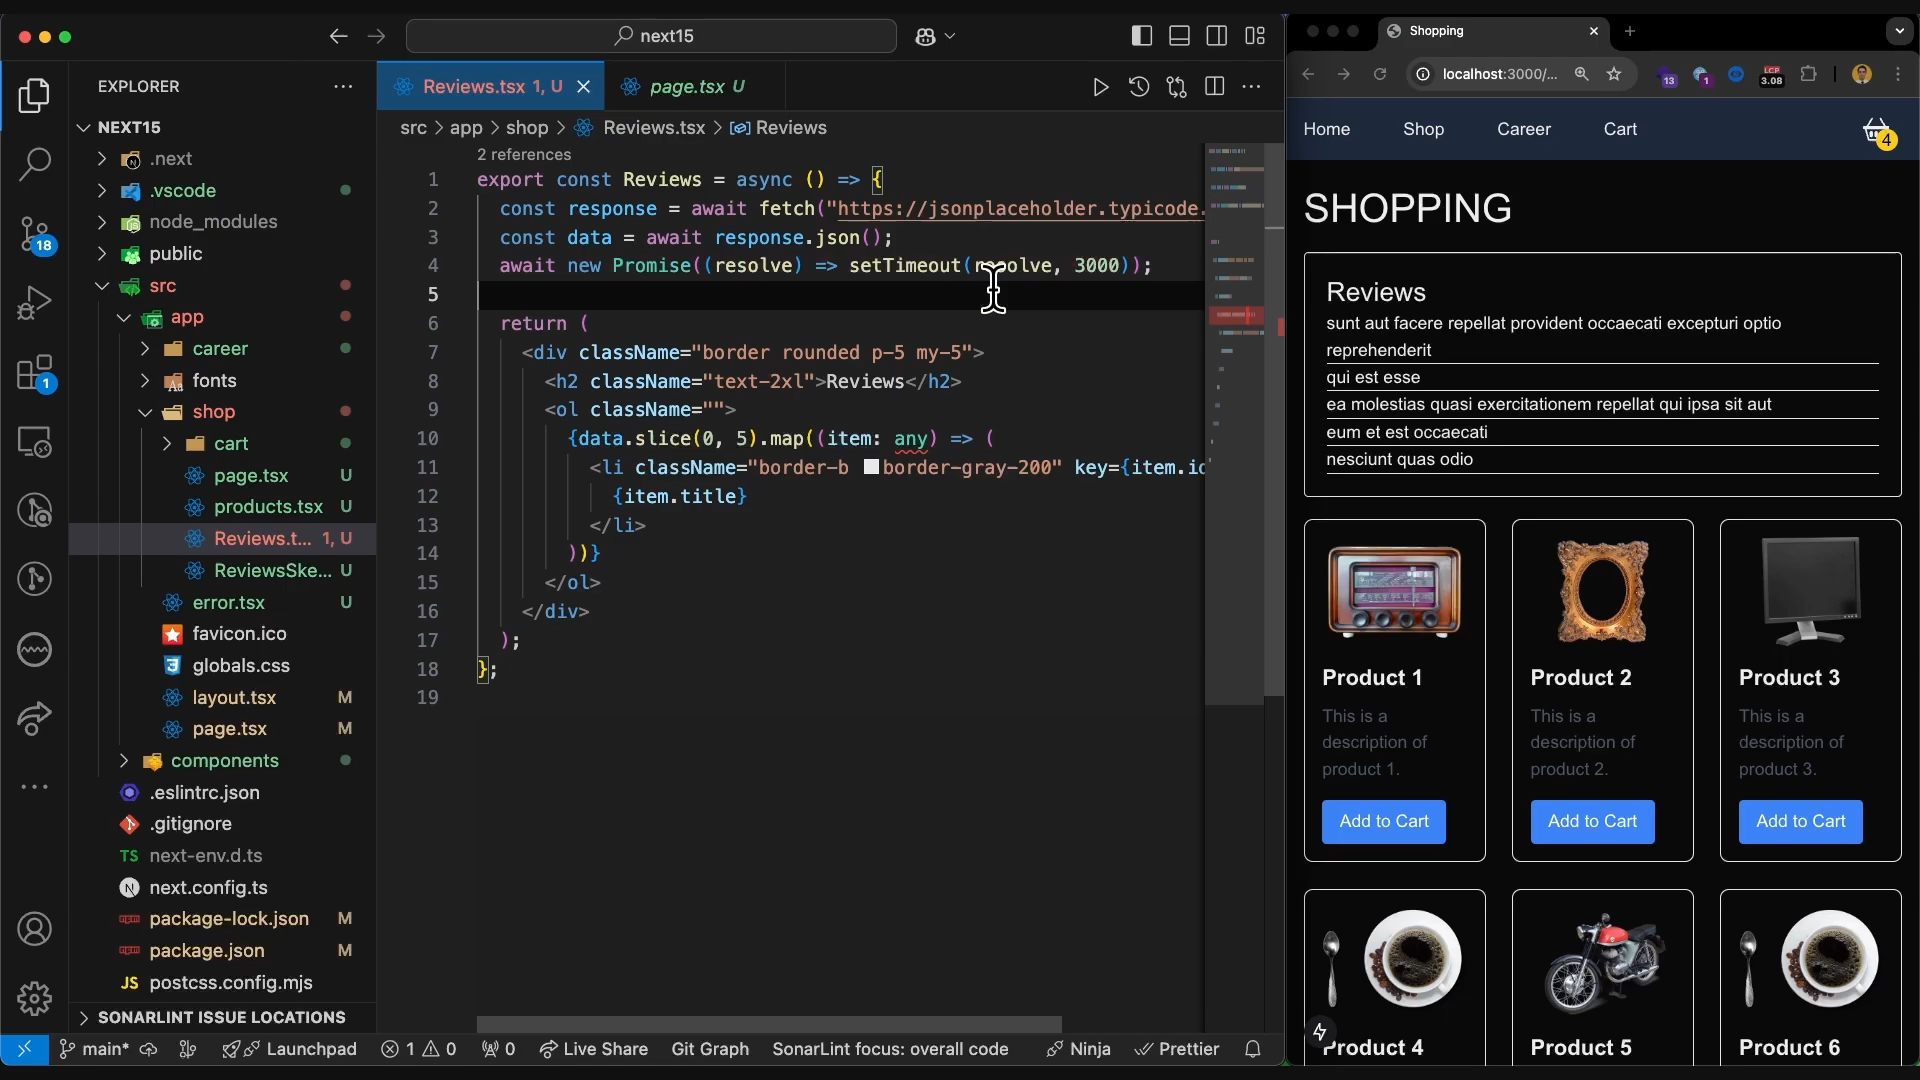 next15
EXPLORER
NEXT15
.next
.vscode
node_modules
public
src
app
career
fonts
shop
cart
page.tsx U
products.tsx U
Reviews.t... 1, U
ReviewsSke... U
error.tsx U
favicon.ico
globals.css
layout.tsx M
page.tsx M
components
.eslintrc.json
.gitignore
TS next-env.d.ts
next.config.ts
package-lock.json M
package.json M
JS postcss.config.mjs
SONARLINT ISSUE LOCATIONS
18
1
Reviews.tsx 1, U
page.tsx U
src > app > shop > Reviews.tsx > Reviews
2 references
1 export const Reviews = async () => {
2 const response = await fetch("https://jsonplaceholder.typicode.
3 const data = await response.json();
4 await new Promise((resolve) => setTimeout(resolve, 3000));
5
6 return (
7 <div className="border rounded p-5 my-5">
8 <h2 className="text-2xl">Reviews</h2>
9 <ol className="">
10 {data.slice(0, 5).map((item: any) => (
11 <li className="border-b border-gray-200" key={item.id
12 {item.title}
13 </li>
14 ))}
15 </ol>
16 </div>
17 );
18 };
19
main* Launchpad 1 0 0 Live Share Git Graph SonarLint focus: overall code Ninja Prettier
Shopping
localhost:3000/...
13
1
LCP
3.08
Home Shop Career Cart 4
SHOPPING
Reviews
sunt aut facere repellat provident occaecati excepturi optio
reprehenderit
qui est esse
ea molestias quasi exercitationem repellat qui ipsa sit aut
eum et est occaecati
nesciunt quas odio
Product 1
This is a
description of
product 1.
Add to Cart
Product 2
This is a
description of
product 2.
Add to Cart
Product 3
This is a
description of
product 3.
Add to Cart
Product 4
Product 5
Product 6